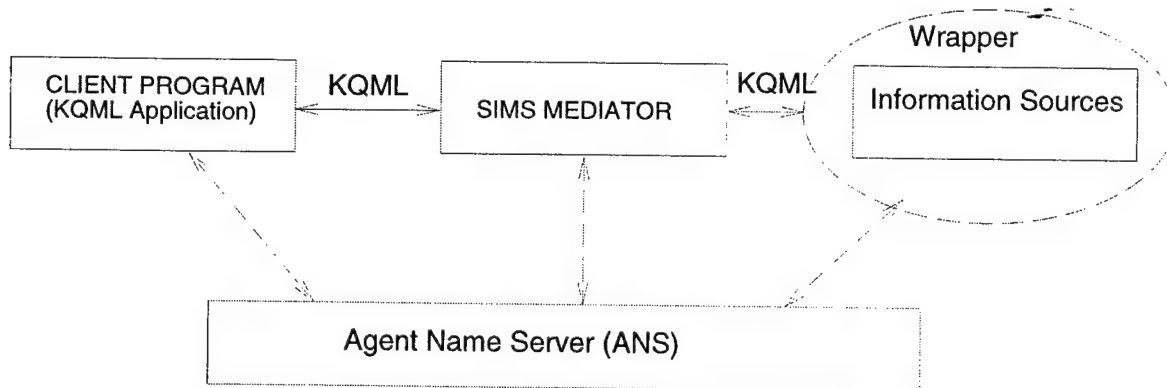 Wrapper
CLIENT PROGRAM
(KQML Application)
KQML
SIMS MEDIATOR
KQML
Information Sources
Agent Name Server (ANS)